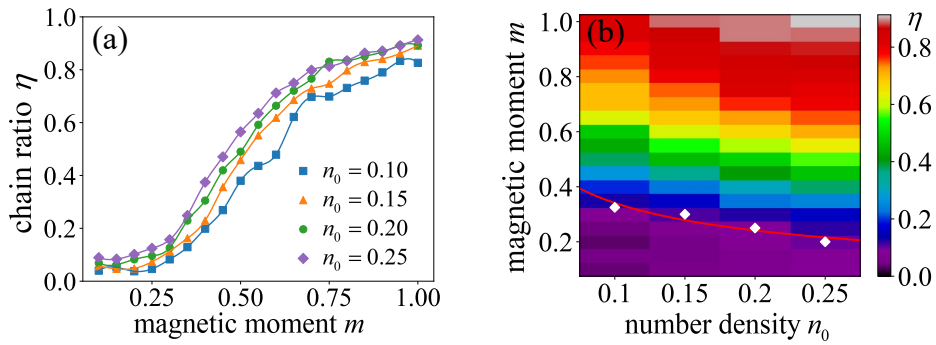 (a)
chain ratio η
1.0
0.8
0.6
0.4
0.2
0.0
n₀ = 0.10
n₀ = 0.15
n₀ = 0.20
n₀ = 0.25
0.25 0.50 0.75 1.00
magnetic moment m
(b)
magnetic moment m
1.0
0.8
0.6
0.4
0.2
0.1 0.15 0.2 0.25
number density n₀
η
0.8
0.6
0.4
0.2
0.0